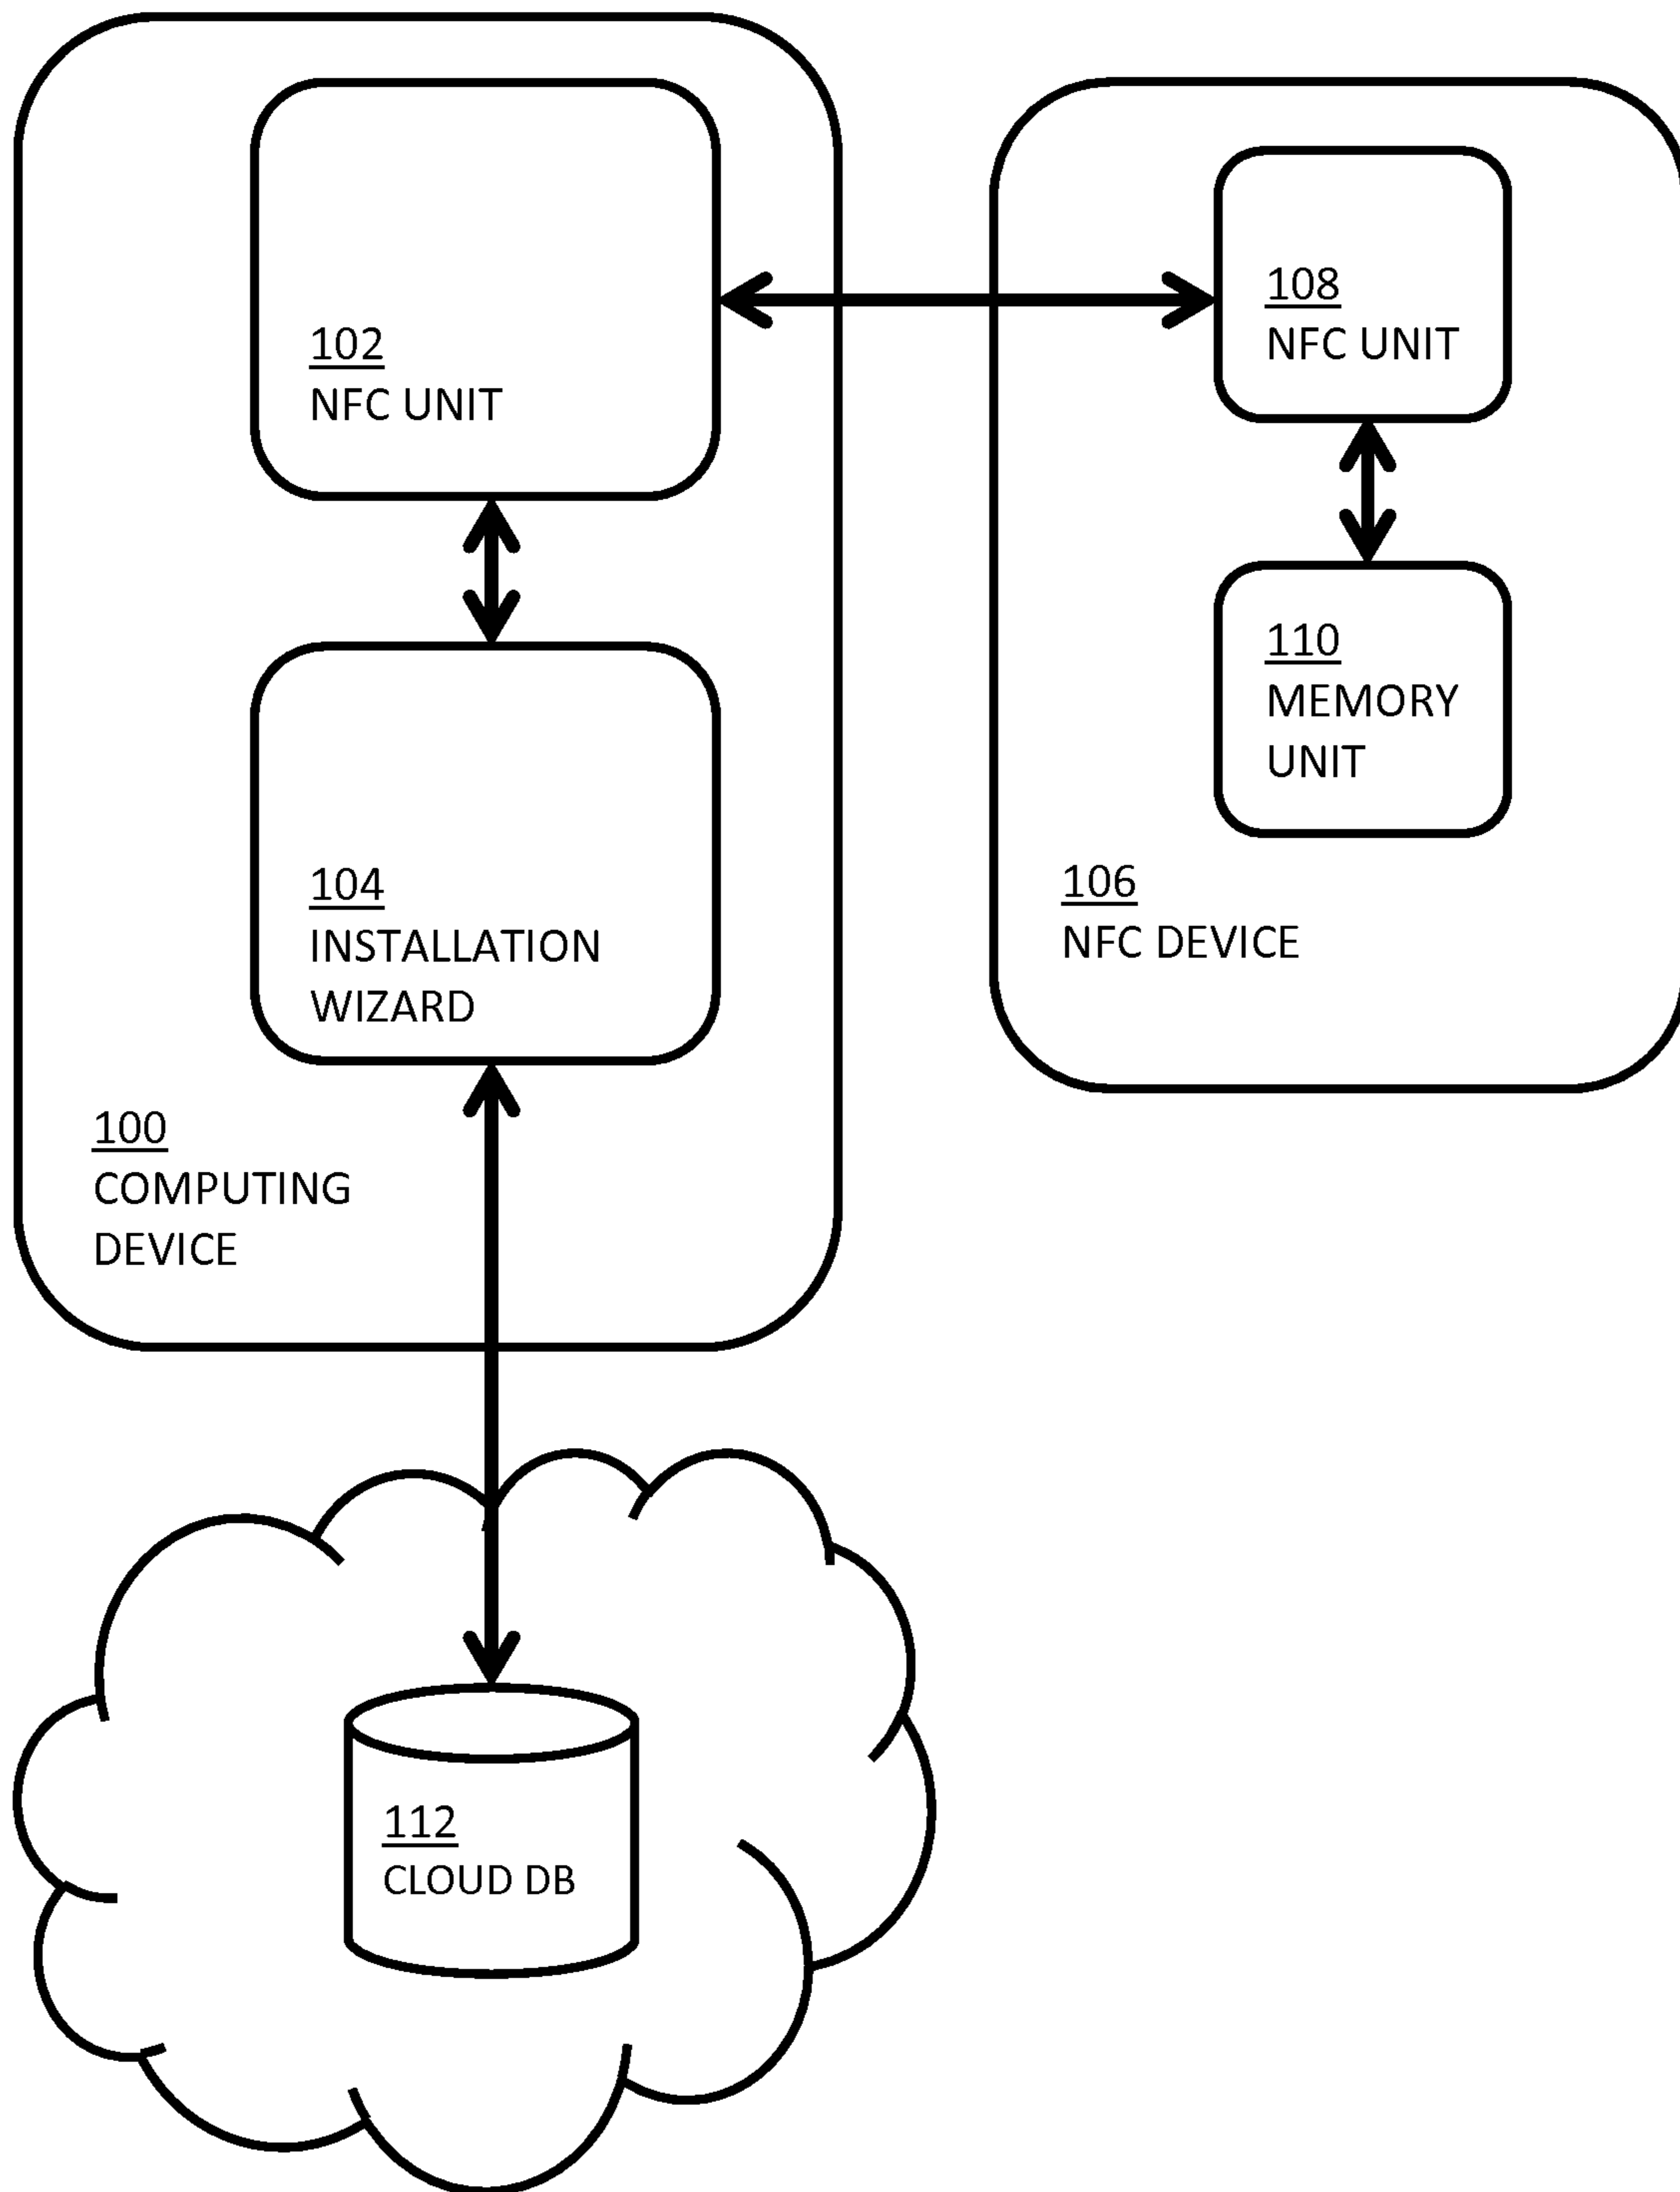 102
NFC UNIT
104
INSTALLATION
WIZARD
100
COMPUTING
DEVICE
108
NFC UNIT
110
MEMORY
UNIT
106
NFC DEVICE
112
CLOUD DB